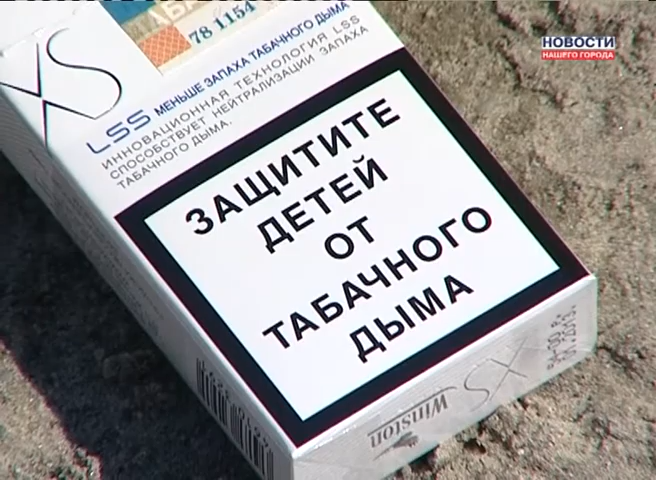 НОВОСТИ
НАШЕГО ГОРОДА
78 1154
XS
LSS МЕНЬШЕ ЗАПАХА ТАБАЧНОГО ДЫМА
ИННОВАЦИОННАЯ ТЕХНОЛОГИЯ LSS
СПОСОБСТВУЕТ НЕЙТРАЛИЗАЦИИ ЗАПАХА
ТАБАЧНОГО ДЫМА.
ЗАЩИТИТЕ
ДЕТЕЙ
ОТ
ТАБАЧНОГО
ДЫМА
Winston
XS